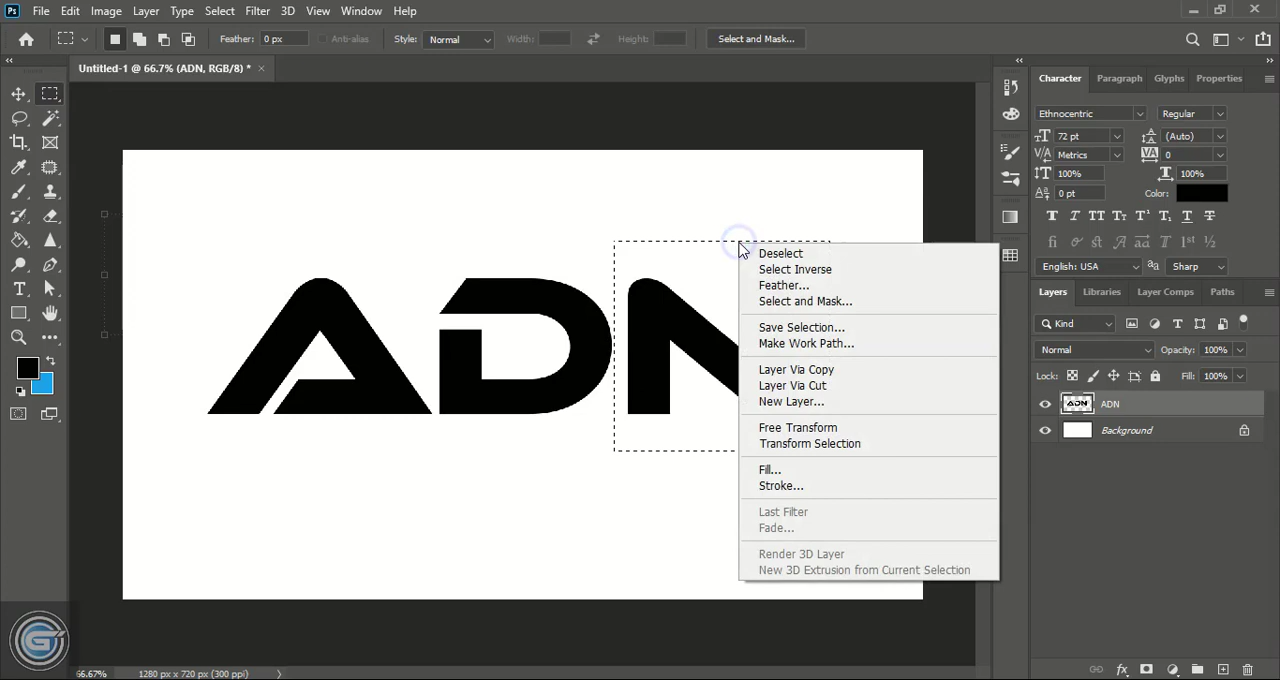 Ps File Edit Image Layer Type Select Filter 3D View Window Help
Feather: 0 px Anti-alias Style: Normal Width: Height: Select and Mask...
Untitled-1 @ 66.7% (ADN, RGB/8) * ×
ADN
Deselect
Select Inverse
Feather...
Select and Mask...
Save Selection...
Make Work Path...
Layer Via Copy
Layer Via Cut
New Layer...
Free Transform
Transform Selection
Fill...
Stroke...
Last Filter
Fade...
Render 3D Layer
New 3D Extrusion from Current Selection
Character Paragraph Glyphs Properties
Ethnocentric Regular
72 pt (Auto)
Metrics 0
100% 100%
0 pt Color:
English: USA Sharp
Layers Libraries Layer Comps Paths
Kind
Normal Opacity: 100%
Lock: Fill: 100%
ADN
Background
66.67% 1280 px x 720 px (300 ppi)